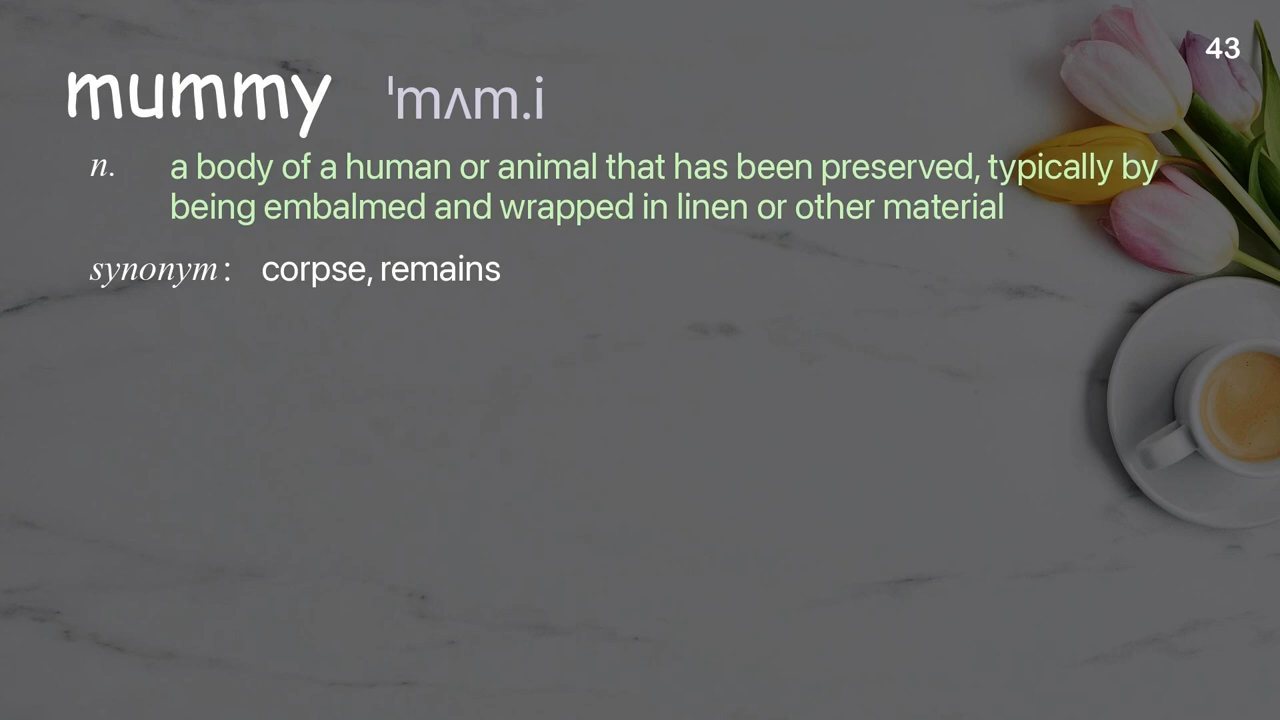 43
mummy ˈmʌm.i
n. a body of a human or animal that has been preserved, typically by
being embalmed and wrapped in linen or other material
synonym: corpse, remains